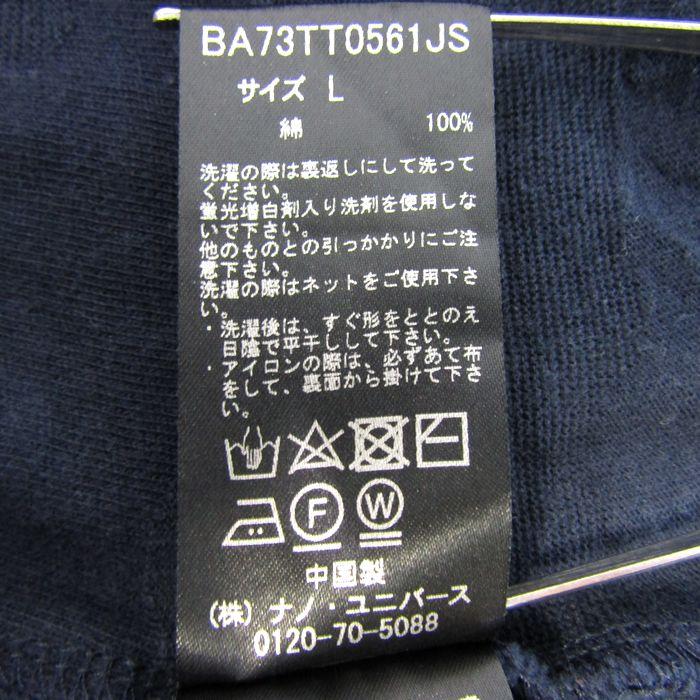 BA73TT0561JS
サイズ L
綿 100%
洗濯の際は裏返しにして洗って
ください。
蛍光増白剤入り洗剤を使用しな
いで下さい。
他のものとの引っかかりにご注
意下さい。
洗濯の際はネットをご使用下さ
い。
・洗濯後は、すぐ形をととのえ
日陰で平干しして下さい。
・アイロンの際は、必ずあて布
をして、裏面から掛けて下さ
い。
F W
中国製
(株) ナノ・ユニバース
0120-70-5088